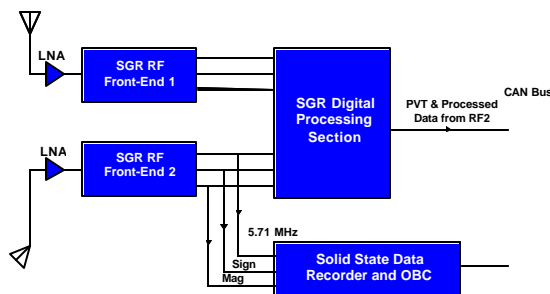 LNA
SGR RF
Front-End 1
SGR Digital
Processing
Section
CAN Bus
PVT & Processed
Data from RF2
LNA
SGR RF
Front-End 2
5.71 MHz
Sign
Mag
Solid State Data
Recorder and OBC